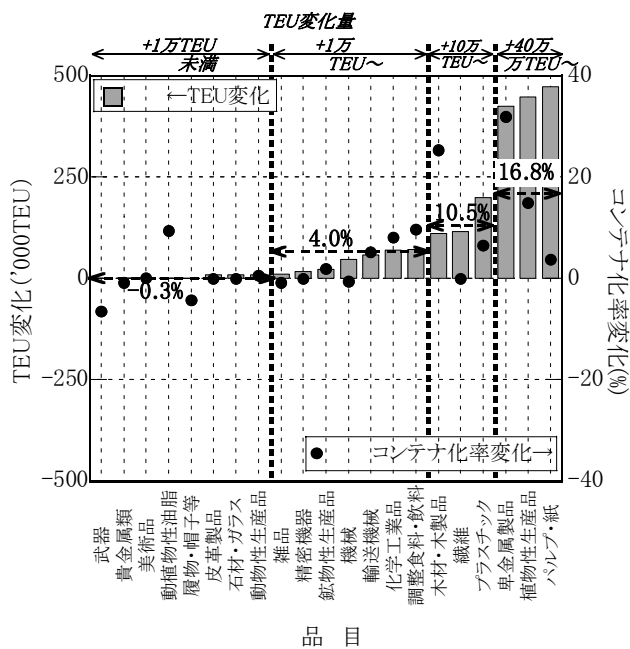 TEU変化量
+1万TEU
未満
+1万
TEU～
+10万
TEU～
+40万
万TEU～
500
250
0
−250
−500
40
20
0
−20
−40
TEU変化('000TEU)
コンテナ化率変化(%)
←TEU変化
−0.3%
4.0%
10.5%
16.8%
コンテナ化率変化→
武器
貴金属類
美術品
動植物性油脂
履物・帽子等
皮革製品
石材・ガラス
動物性生産品
雑品
精密機器
鉱物性生産品
機械
輸送機械
化学工業品
調整食料・飲料
木材・木製品
繊維
プラスチック
卑金属製品
植物性生産品
パルプ・紙
品 目